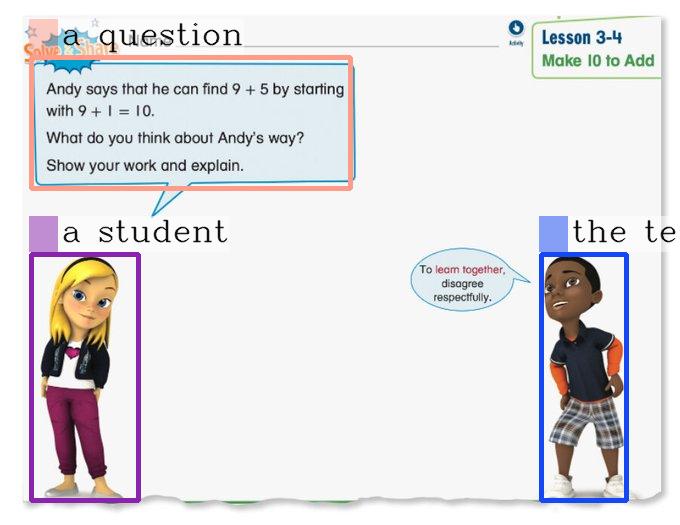 a question
Solve & Share
Name
Activity
Lesson 3-4
Make 10 to Add
Andy says that he can find 9 + 5 by starting
with 9 + 1 = 10.
What do you think about Andy's way?
Show your work and explain.
a student
the te
To learn together,
disagree
respectfully.